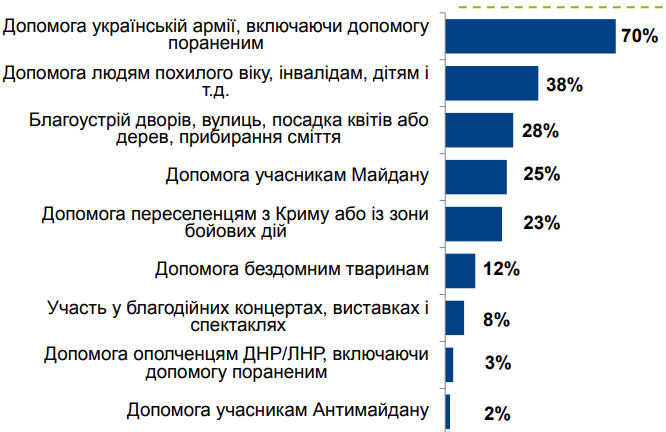 Допомога українській армії, включаючи допомогу
пораненим
70%
Допомога людям похилого віку, інвалідам, дітям і
т.д.
38%
Благоустрій дворів, вулиць, посадка квітів або
дерев, прибирання сміття
28%
Допомога учасникам Майдану
25%
Допомога переселенцям з Криму або із зони
бойових дій
23%
Допомога бездомним тваринам
12%
Участь у благодійних концертах, виставках і
спектаклях
8%
Допомога ополченцям ДНР/ЛНР, включаючи
допомогу пораненим
3%
Допомога учасникам Антимайдану
2%